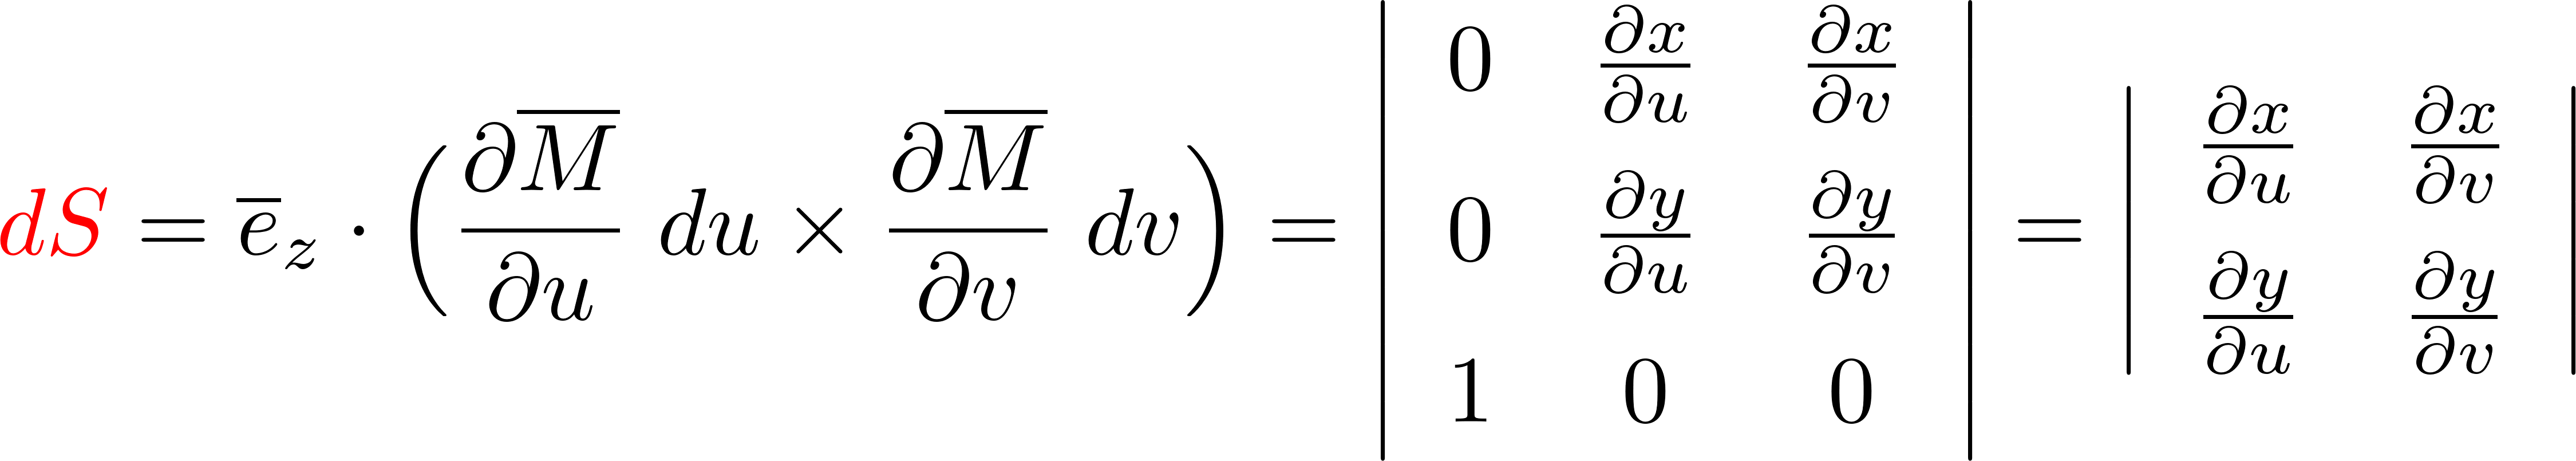 $dS = \overline{e}_z \cdot \left( \dfrac{\partial \overline{M}}{\partial u} \ du \times \dfrac{\partial \overline{M}}{\partial v} \ dv \right) = \begin{vmatrix} 0 & \frac{\partial x}{\partial u} & \frac{\partial x}{\partial v} \\ 0 & \frac{\partial y}{\partial u} & \frac{\partial y}{\partial v} \\ 1 & 0 & 0 \end{vmatrix} = \begin{vmatrix} \frac{\partial x}{\partial u} & \frac{\partial x}{\partial v} \\ \frac{\partial y}{\partial u} & \frac{\partial y}{\partial v} \end{vmatrix}$